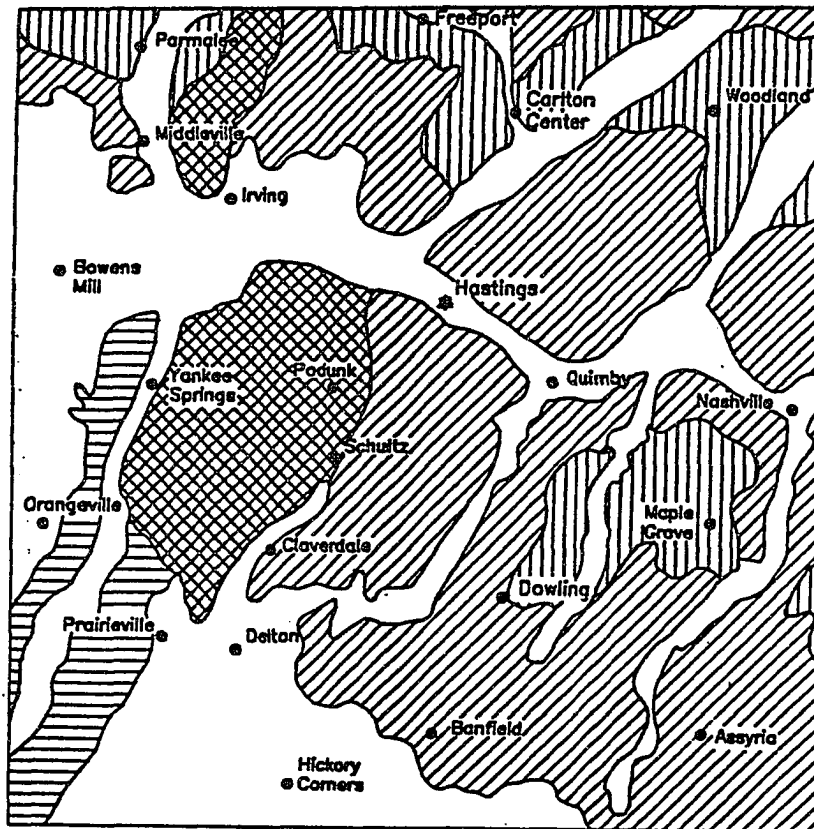 Freeport
Parmalee
Carlton
Center
Woodland
Middleville
Irving
Bowens
Mill
Hastings
Yankee
Springs
Podunk
Quimby
Nashville
Schultz
Orangeville
Maple
Grove
Cloverdale
Dowling
Prairieville
Delton
Banfield
Assyria
Hickory
Corners